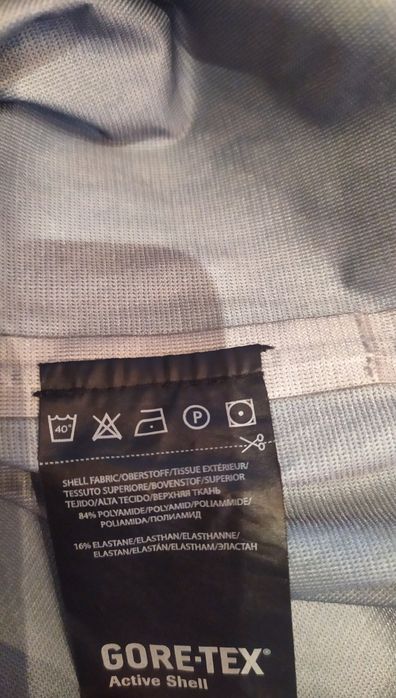 40°
P
SHELL FABRIC/OBERSTOFF/TISSUE EXTÉRIEUR/
TESSUTO SUPERIORE/BOVENSTOF/SUPERIOR
TEJIDO/ALTA TECIDO/ВЕРХНЯЯ ТКАНЬ
84% POLYAMIDE/POLYAMID/POLIAMMIDE/
POLIAMIDA/ПОЛИАМИД
16% ELASTANE/ELASTHAN/ELASTHANNE/
ELASTAN/ELASTÁN/ELASTHAM/ЭЛАСТАН
GORE-TEX®
Active Shell